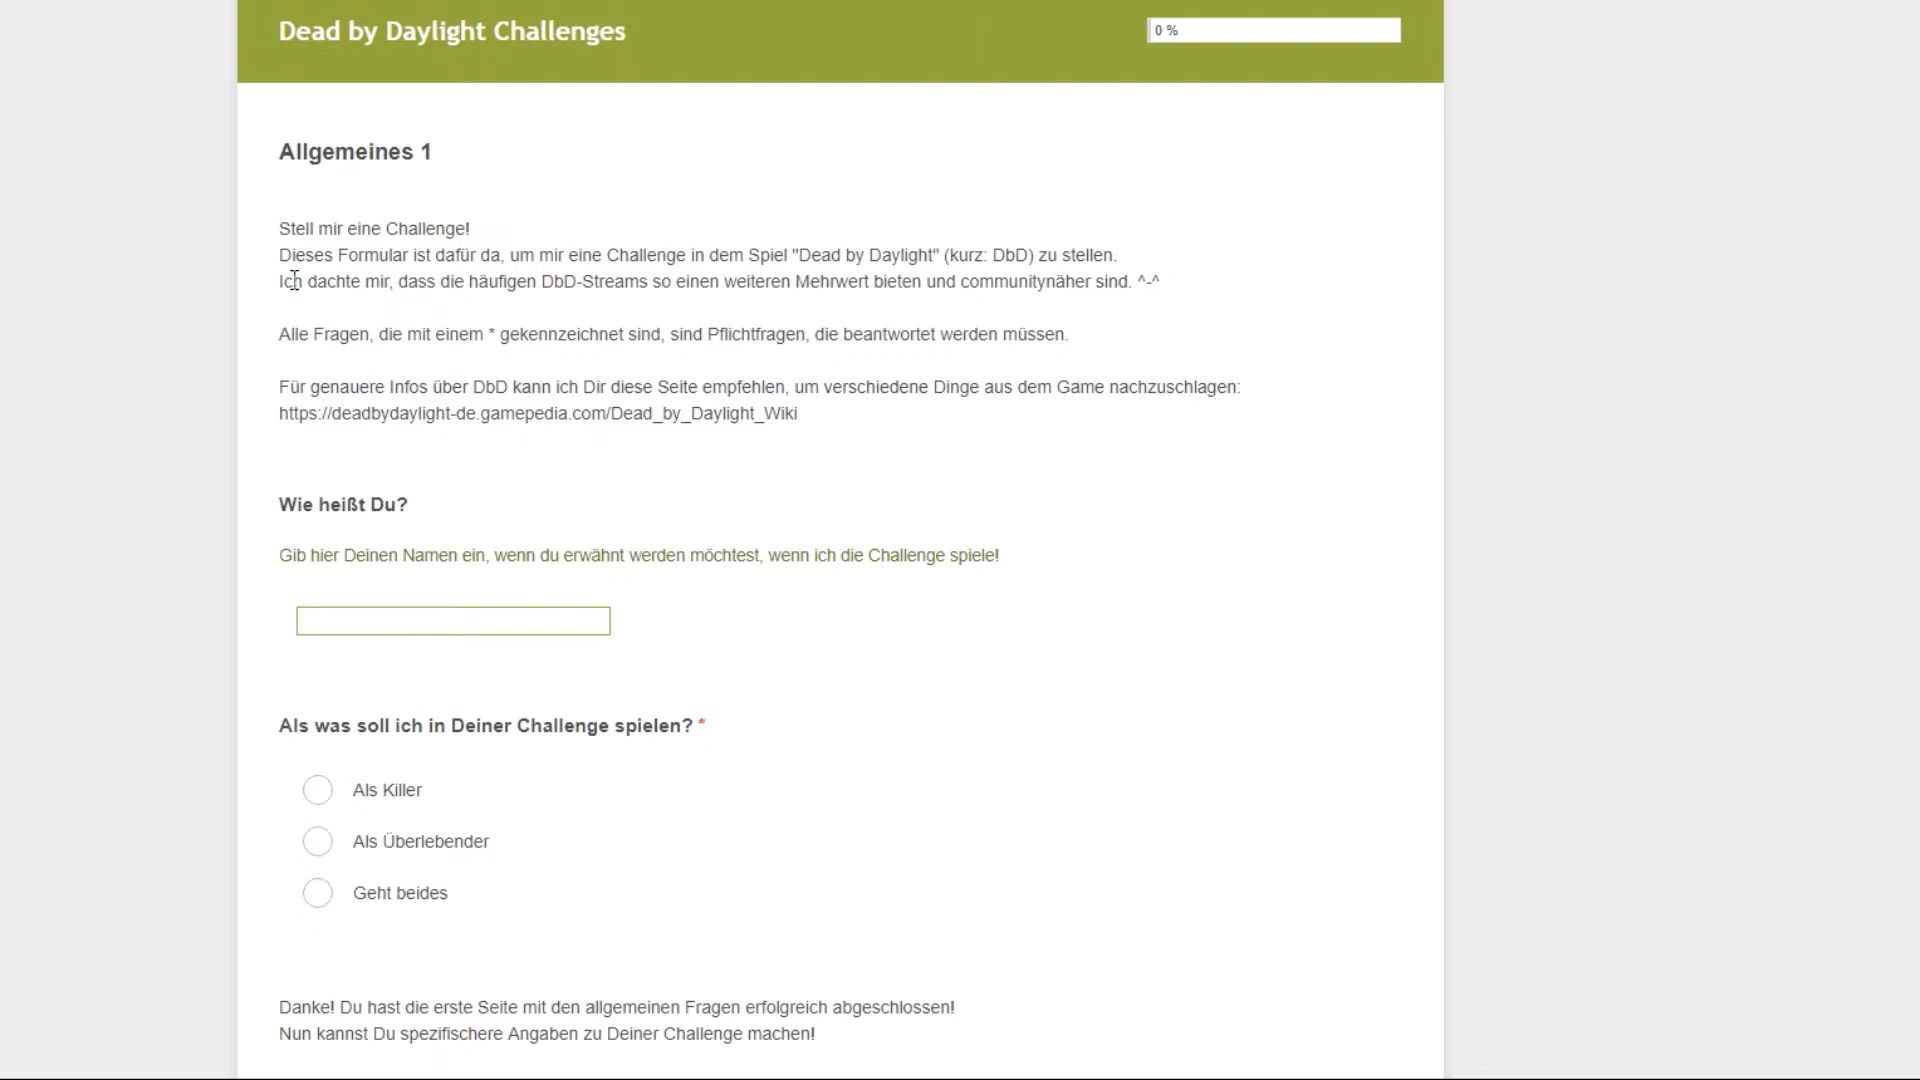 Dead by Daylight Challenges
0 %
Allgemeines 1
Stell mir eine Challenge!
Dieses Formular ist dafür da, um mir eine Challenge in dem Spiel "Dead by Daylight" (kurz: DbD) zu stellen.
Ich dachte mir, dass die häufigen DbD-Streams so einen weiteren Mehrwert bieten und communitynäher sind. ^-^
Alle Fragen, die mit einem * gekennzeichnet sind, sind Pflichtfragen, die beantwortet werden müssen.
Für genauere Infos über DbD kann ich Dir diese Seite empfehlen, um verschiedene Dinge aus dem Game nachzuschlagen:
https://deadbydaylight-de.gamepedia.com/Dead_by_Daylight_Wiki
Wie heißt Du?
Gib hier Deinen Namen ein, wenn du erwähnt werden möchtest, wenn ich die Challenge spiele!
Als was soll ich in Deiner Challenge spielen? *
Als Killer
Als Überlebender
Geht beides
Danke! Du hast die erste Seite mit den allgemeinen Fragen erfolgreich abgeschlossen!
Nun kannst Du spezifischere Angaben zu Deiner Challenge machen!